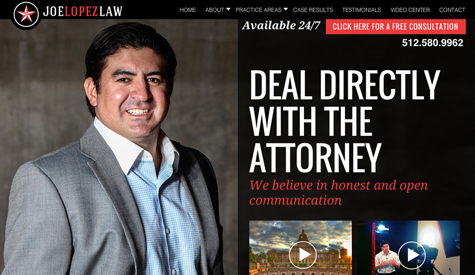 JOELOPEZLAW
HOME ABOUT PRACTICE AREAS CASE RESULTS TESTIMONIALS VIDEO CENTER CONTACT
Available 24/7 CLICK HERE FOR A FREE CONSULTATION
512.580.9962
DEAL DIRECTLY
WITH THE
ATTORNEY
We believe in honest and open
communication